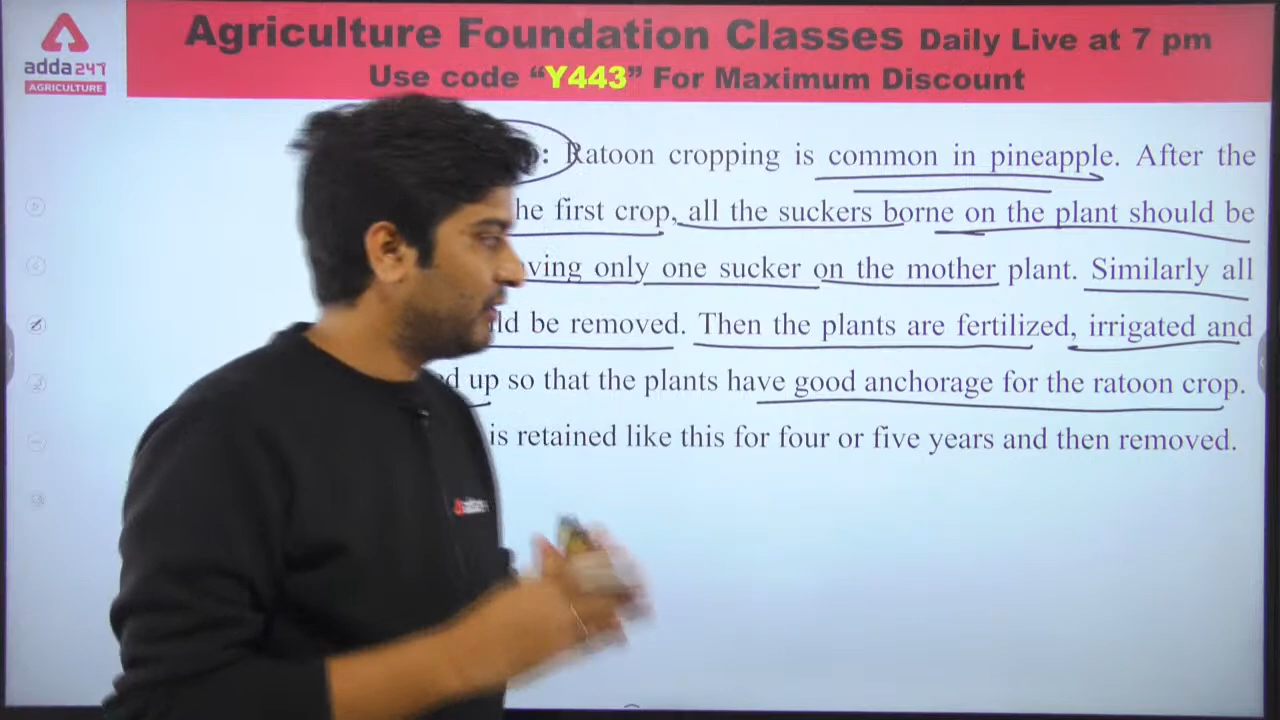 Agriculture Foundation Classes Daily Live at 7 pm
adda247
AGRICULTURE
Use code “Y443” For Maximum Discount
Ratoon cropping is common in pineapple. After the
he first crop, all the suckers borne on the plant should be
ving only one sucker on the mother plant. Similarly all
ld be removed. Then the plants are fertilized, irrigated and
d up so that the plants have good anchorage for the ratoon crop.
is retained like this for four or five years and then removed.